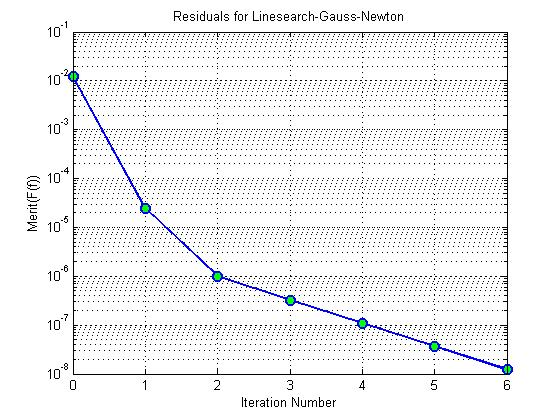 Residuals for Linesearch-Gauss-Newton
10^-1
10^-2
10^-3
10^-4
10^-5
10^-6
10^-7
10^-8
Merit(F(f))
0 1 2 3 4 5 6
Iteration Number